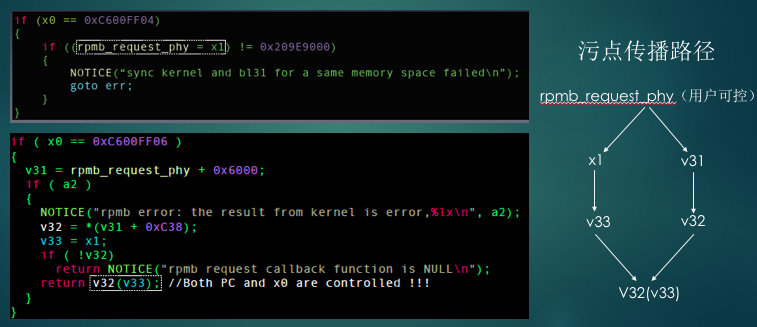 if (x0 == 0xC600FF04)
{
if ((rpmb_request_phy = x1) != 0x209E9000)
{
NOTICE("sync kernel and bl31 for a same memory space failed\n");
goto err;
}
}
if ( x0 == 0xC600FF06 )
{
v31 = rpmb_request_phy + 0x6000;
if ( a2 )
{
NOTICE("rpmb error: the result from kernel is error,%lx\n", a2);
v32 = *(v31 + 0xC38);
v33 = x1;
if ( !v32)
return NOTICE("rpmb request callback function is NULL\n");
return v32(v33); //Both PC and x0 are controlled !!!
}
}
污点传播路径
rpmb_request_phy（用户可控）
x1 v31
v33 v32
V32(v33)